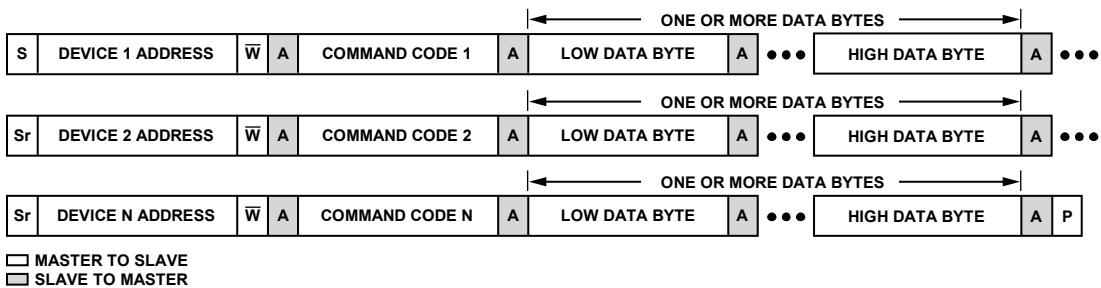 ONE OR MORE DATA BYTES
S DEVICE 1 ADDRESS W̅ A COMMAND CODE 1 A LOW DATA BYTE A ●●● HIGH DATA BYTE A ●●●
ONE OR MORE DATA BYTES
Sr DEVICE 2 ADDRESS W̅ A COMMAND CODE 2 A LOW DATA BYTE A ●●● HIGH DATA BYTE A ●●●
ONE OR MORE DATA BYTES
Sr DEVICE N ADDRESS W̅ A COMMAND CODE N A LOW DATA BYTE A ●●● HIGH DATA BYTE A P
MASTER TO SLAVE
SLAVE TO MASTER